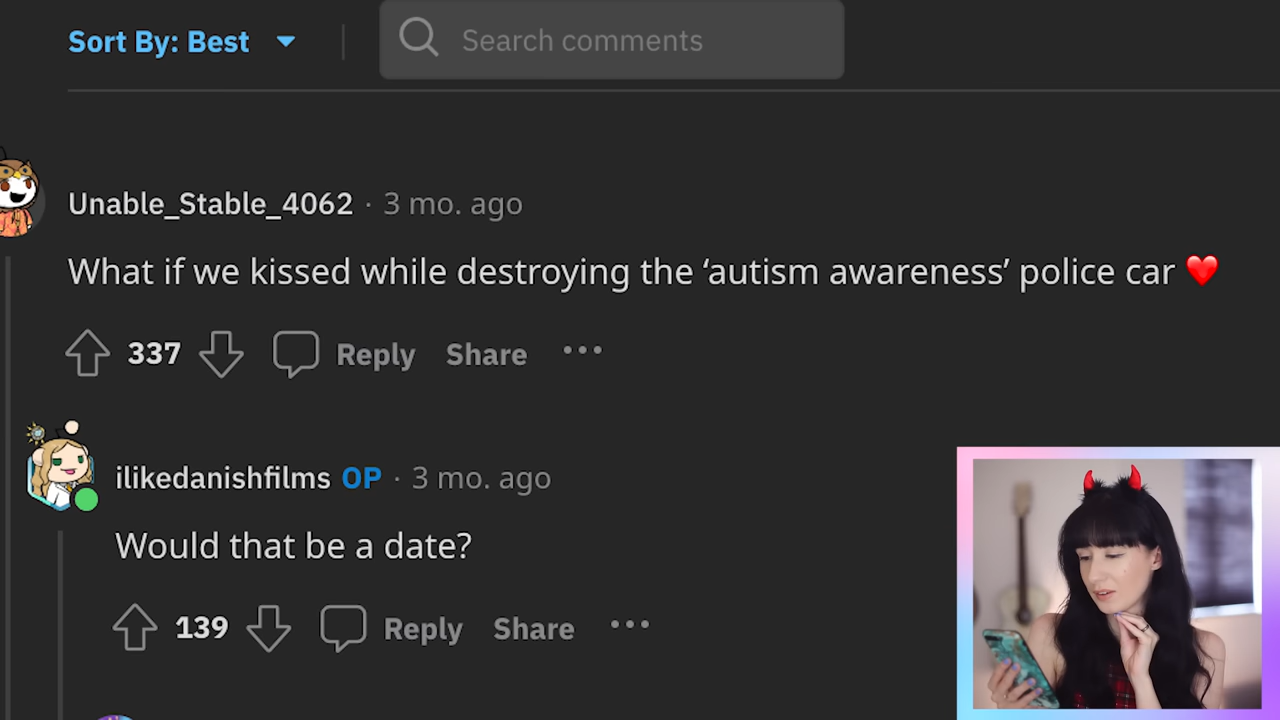 Sort By: Best
Search comments
Unable_Stable_4062 · 3 mo. ago
What if we kissed while destroying the ‘autism awareness’ police car ❤️
337 Reply Share ···
ilikedanishfilms OP · 3 mo. ago
Would that be a date?
139 Reply Share ···